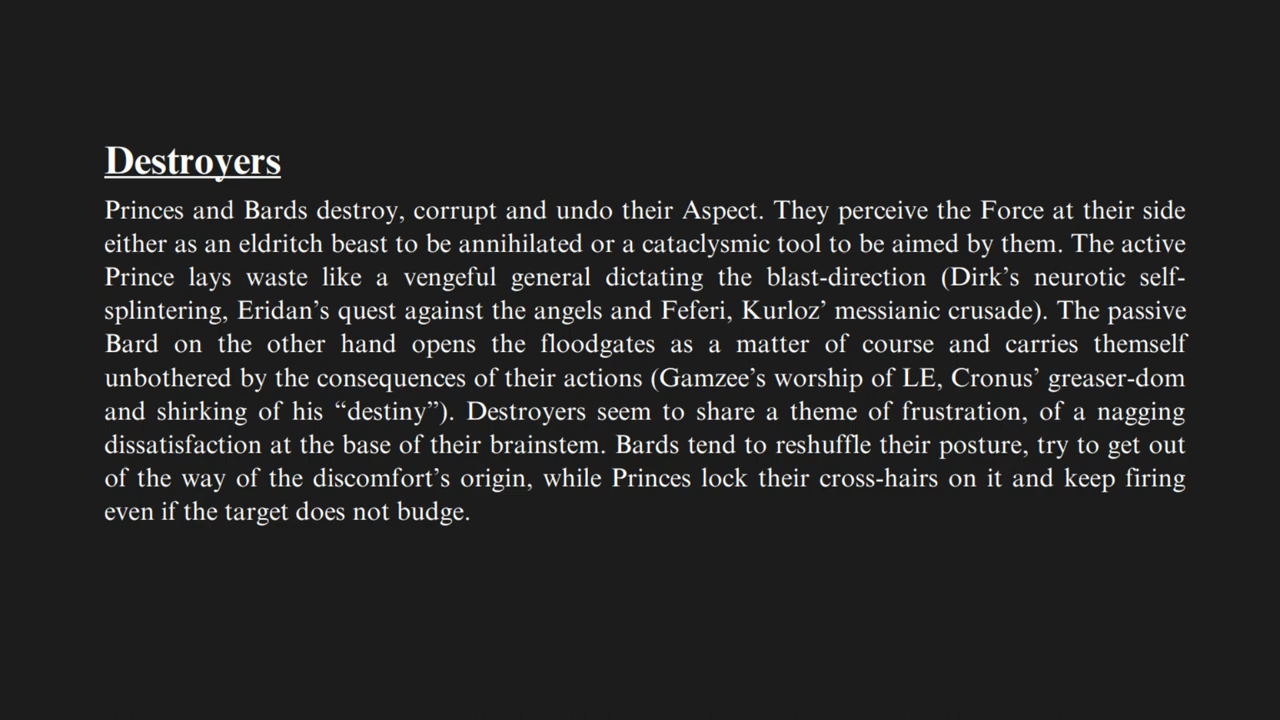 Destroyers
Princes and Bards destroy, corrupt and undo their Aspect. They perceive the Force at their side
either as an eldritch beast to be annihilated or a cataclysmic tool to be aimed by them. The active
Prince lays waste like a vengeful general dictating the blast-direction (Dirk’s neurotic self-
splintering, Eridan’s quest against the angels and Feferi, Kurloz’ messianic crusade). The passive
Bard on the other hand opens the floodgates as a matter of course and carries themself
unbothered by the consequences of their actions (Gamzee’s worship of LE, Cronus’ greaser-dom
and shirking of his “destiny”). Destroyers seem to share a theme of frustration, of a nagging
dissatisfaction at the base of their brainstem. Bards tend to reshuffle their posture, try to get out
of the way of the discomfort’s origin, while Princes lock their cross-hairs on it and keep firing
even if the target does not budge.